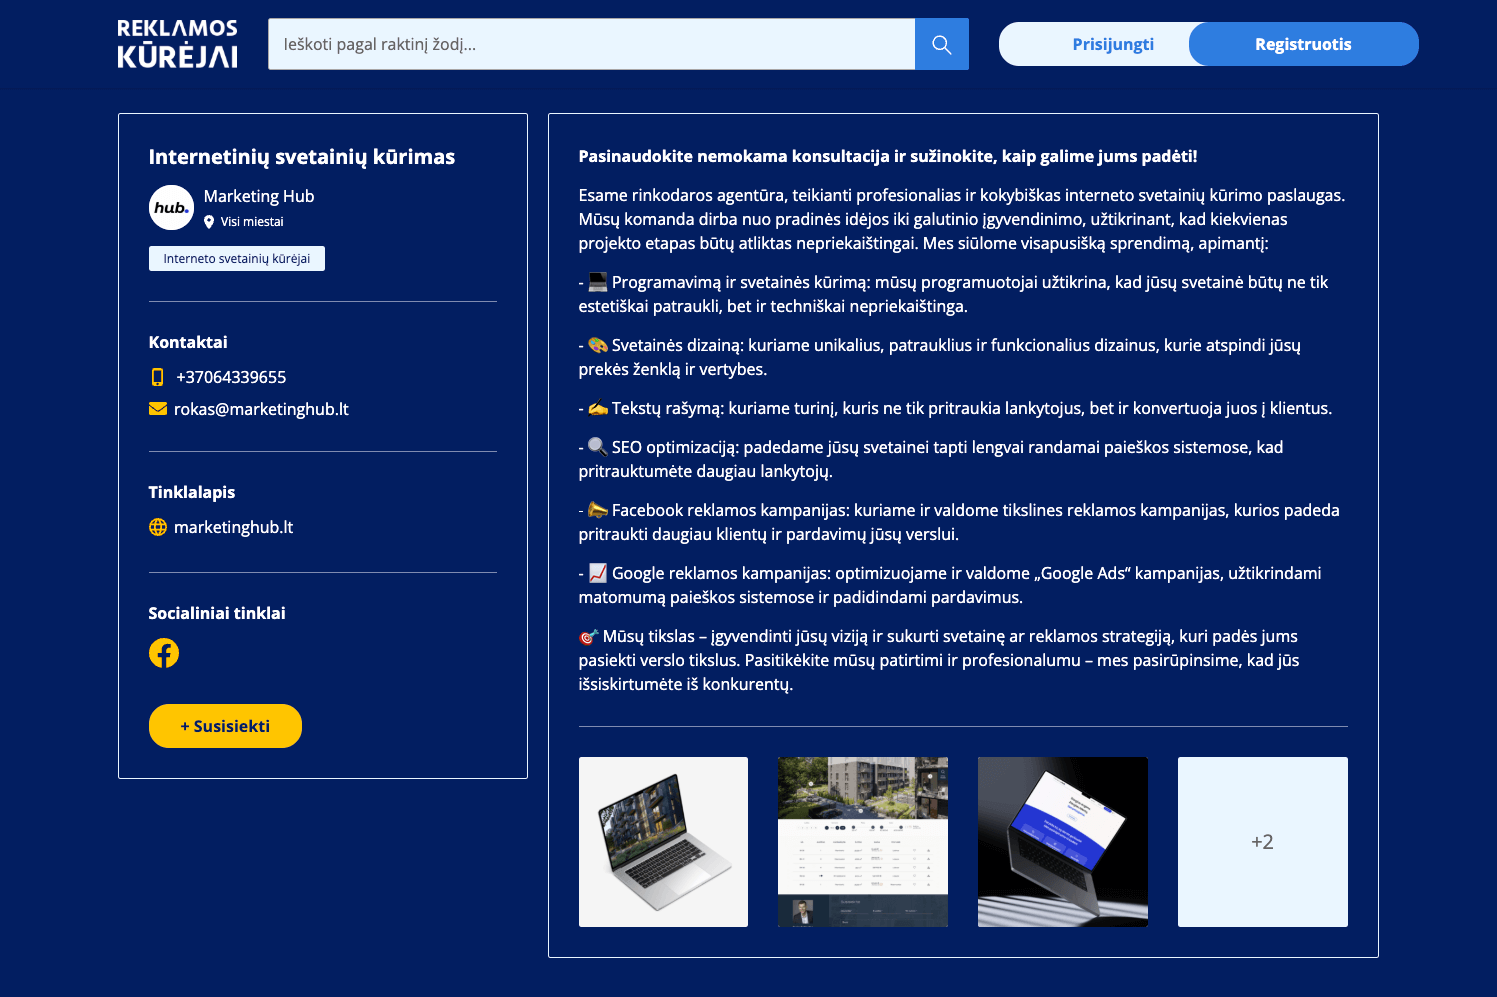 REKLAMOS
KŪRĖJAI
Ieškoti pagal raktinį žodį...
Prisijungti
Registruotis
Internetinių svetainių kūrimas
hub.
Marketing Hub
Visi miestai
Interneto svetainių kūrėjai
Kontaktai
+37064339655
rokas@marketinghub.lt
Tinklalapis
marketinghub.lt
Socialiniai tinklai
+ Susisiekti
Pasinaudokite nemokama konsultacija ir sužinokite, kaip galime jums padėti!
Esame rinkodaros agentūra, teikianti profesionalias ir kokybiškas interneto svetainių kūrimo paslaugas.
Mūsų komanda dirba nuo pradinės idėjos iki galutinio įgyvendinimo, užtikrinant, kad kiekvienas
projekto etapas būtų atliktas nepriekaištingai. Mes siūlome visapusišką sprendimą, apimantį:
- 💻 Programavimą ir svetainės kūrimą: mūsų programuotojai užtikrina, kad jūsų svetainė būtų ne tik
estetiškai patraukli, bet ir techniškai nepriekaištinga.
- 🎨 Svetainės dizainą: kuriame unikalius, patrauklius ir funkcionalius dizainus, kurie atspindi jūsų
prekės ženklą ir vertybes.
- ✍️ Tekstų rašymą: kuriame turinį, kuris ne tik pritraukia lankytojus, bet ir konvertuoja juos į klientus.
- 🔍 SEO optimizaciją: padedame jūsų svetainei tapti lengvai randamai paieškos sistemose, kad
pritrauktumėte daugiau lankytojų.
- 📣 Facebook reklamos kampanijas: kuriame ir valdome tikslines reklamos kampanijas, kurios padeda
pritraukti daugiau klientų ir pardavimų jūsų verslui.
- 📈 Google reklamos kampanijas: optimizuojame ir valdome „Google Ads“ kampanijas, užtikrindami
matomumą paieškos sistemose ir padidindami pardavimus.
🎯 Mūsų tikslas – įgyvendinti jūsų viziją ir sukurti svetainę ar reklamos strategiją, kuri padės jums
pasiekti verslo tikslus. Pasitikėkite mūsų patirtimi ir profesionalumu – mes pasirūpinsime, kad jūs
išsiskirtumėte iš konkurentų.
+2